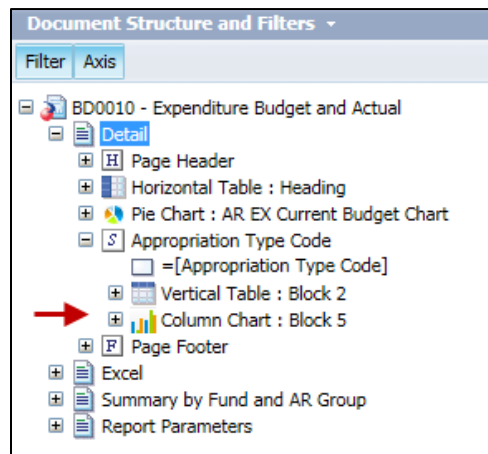 Document Structure and Filters
Filter Axis
BD0010 - Expenditure Budget and Actual
Detail
H Page Header
Horizontal Table : Heading
Pie Chart : AR EX Current Budget Chart
S Appropriation Type Code
=[Appropriation Type Code]
Vertical Table : Block 2
Column Chart : Block 5
F Page Footer
Excel
Summary by Fund and AR Group
Report Parameters